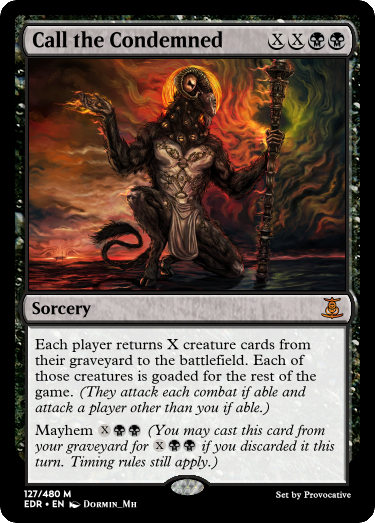 Call the Condemned X X
Sorcery
Each player returns X creature cards from
their graveyard to the battlefield. Each of
those creatures is goaded for the rest of the
game. (They attack each combat if able and
attack a player other than you if able.)
Mayhem X (You may cast this card from
your graveyard for X if you discarded it this
turn. Timing rules still apply.)
127/480 M
EDR • EN Dormin_Mh
Set by Provocative